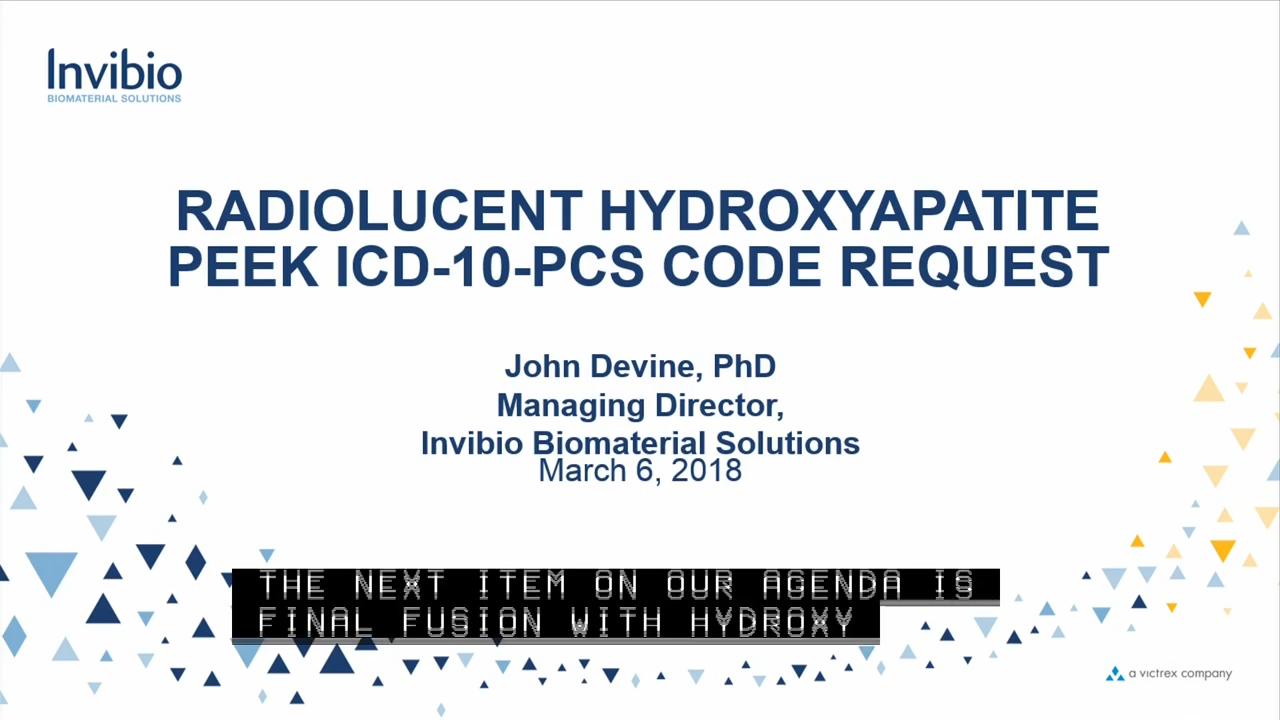 Invibio
BIOMATERIAL SOLUTIONS
RADIOLUCENT HYDROXYAPATITE
PEEK ICD-10-PCS CODE REQUEST
John Devine, PhD
Managing Director,
Invibio Biomaterial Solutions
March 6, 2018
THE NEXT ITEM ON OUR AGENDA IS
FINAL FUSION WITH HYDROXY
a victrex company